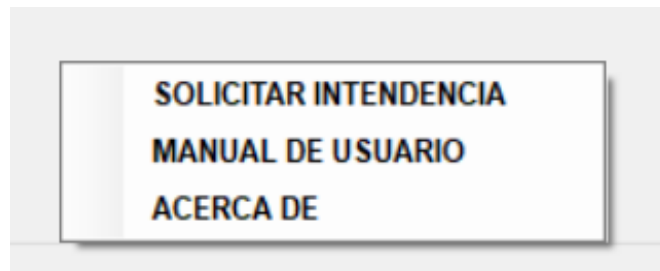 SOLICITAR INTENDENCIA
MANUAL DE USUARIO
ACERCA DE